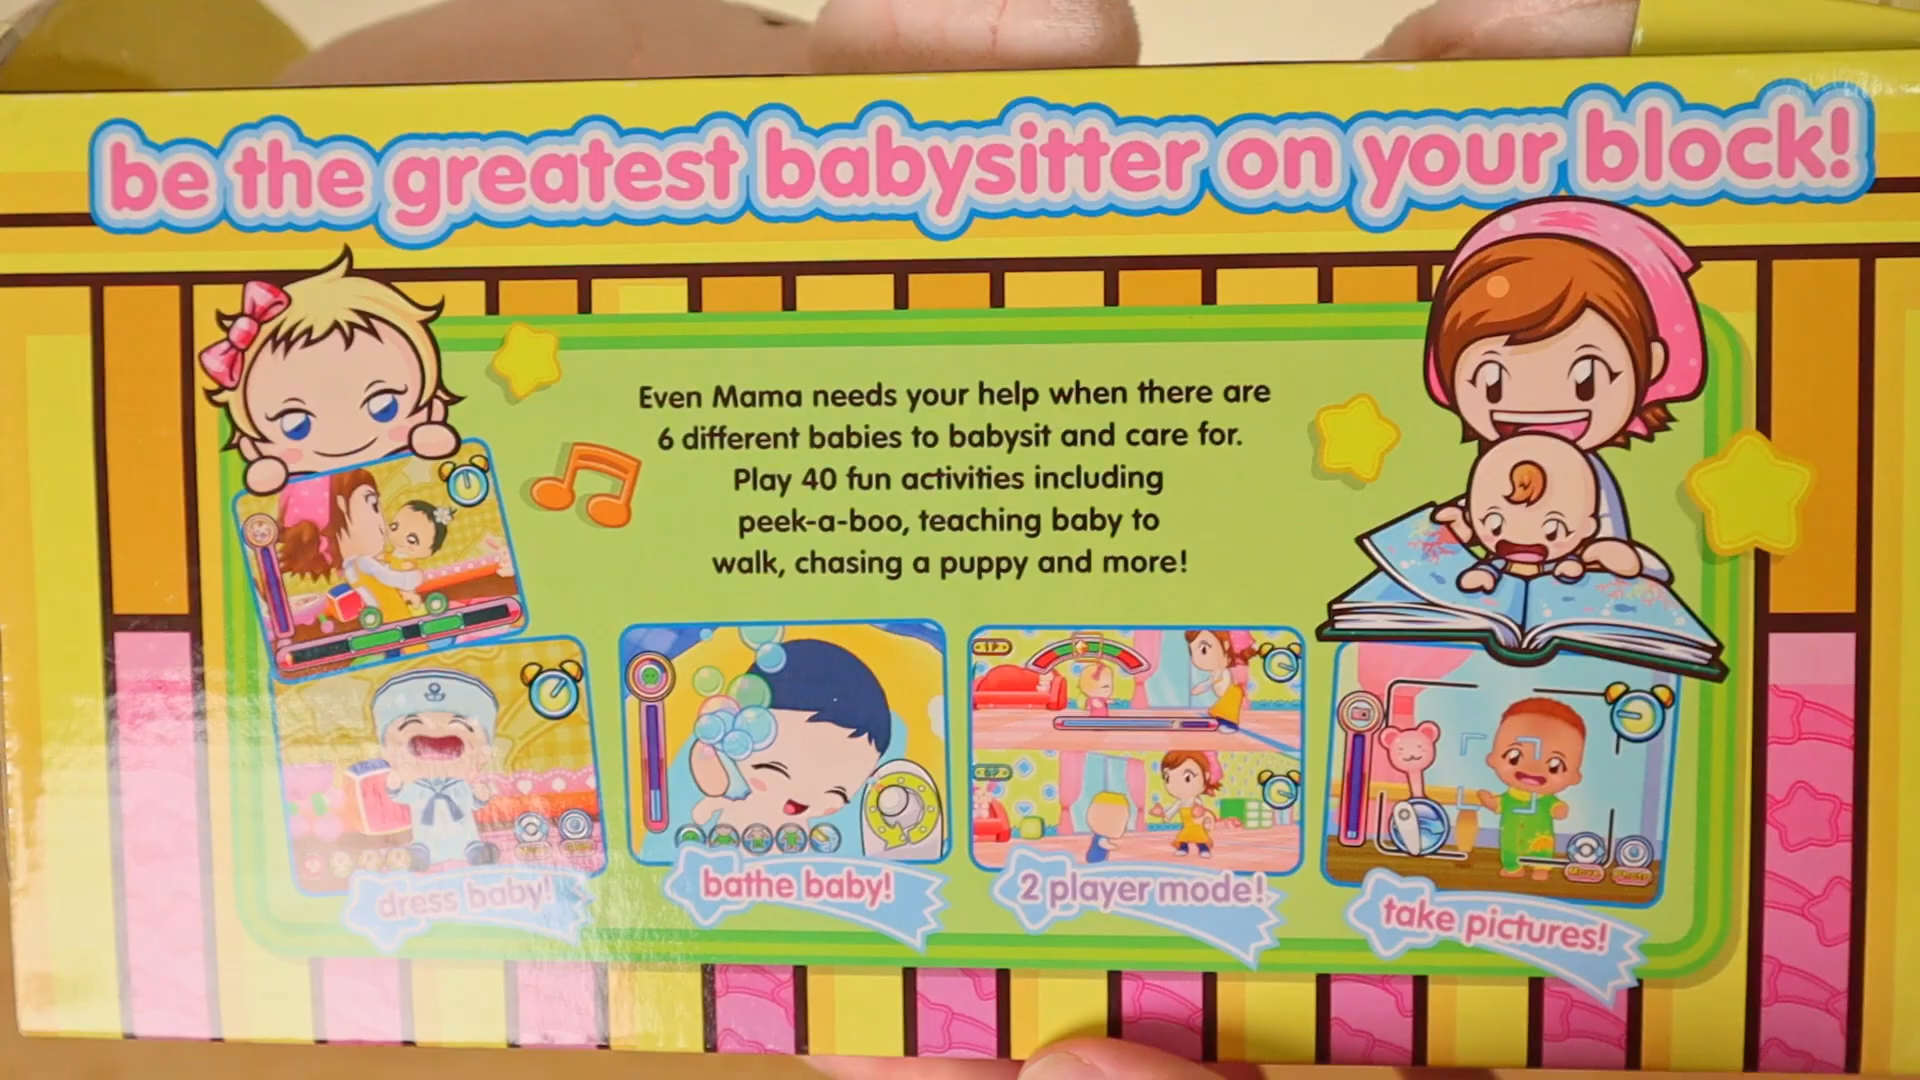 be the greatest babysitter on your block!
Even Mama needs your help when there are
6 different babies to babysit and care for.
Play 40 fun activities including
peek-a-boo, teaching baby to
walk, chasing a puppy and more!
1P
2P
dress baby!
bathe baby!
2 player mode!
take pictures!